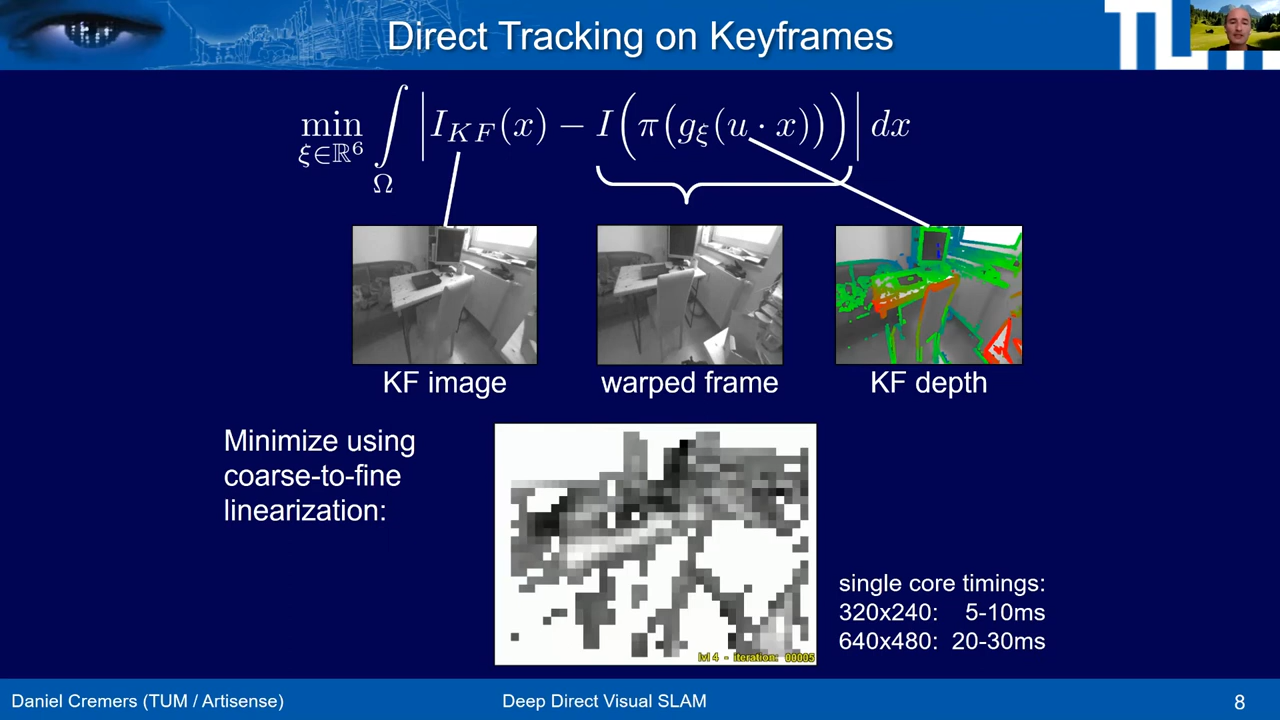 Direct Tracking on Keyframes
min ξ∈ℝ⁶ ∫Ω |I_KF(x) − I(π(g_ξ(u · x)))| dx
KF image
warped frame
KF depth
Minimize using
coarse-to-fine
linearization:
single core timings:
320x240: 5-10ms
640x480: 20-30ms
lvl 4 - iteration: 00005
Daniel Cremers (TUM / Artisense)
Deep Direct Visual SLAM
8